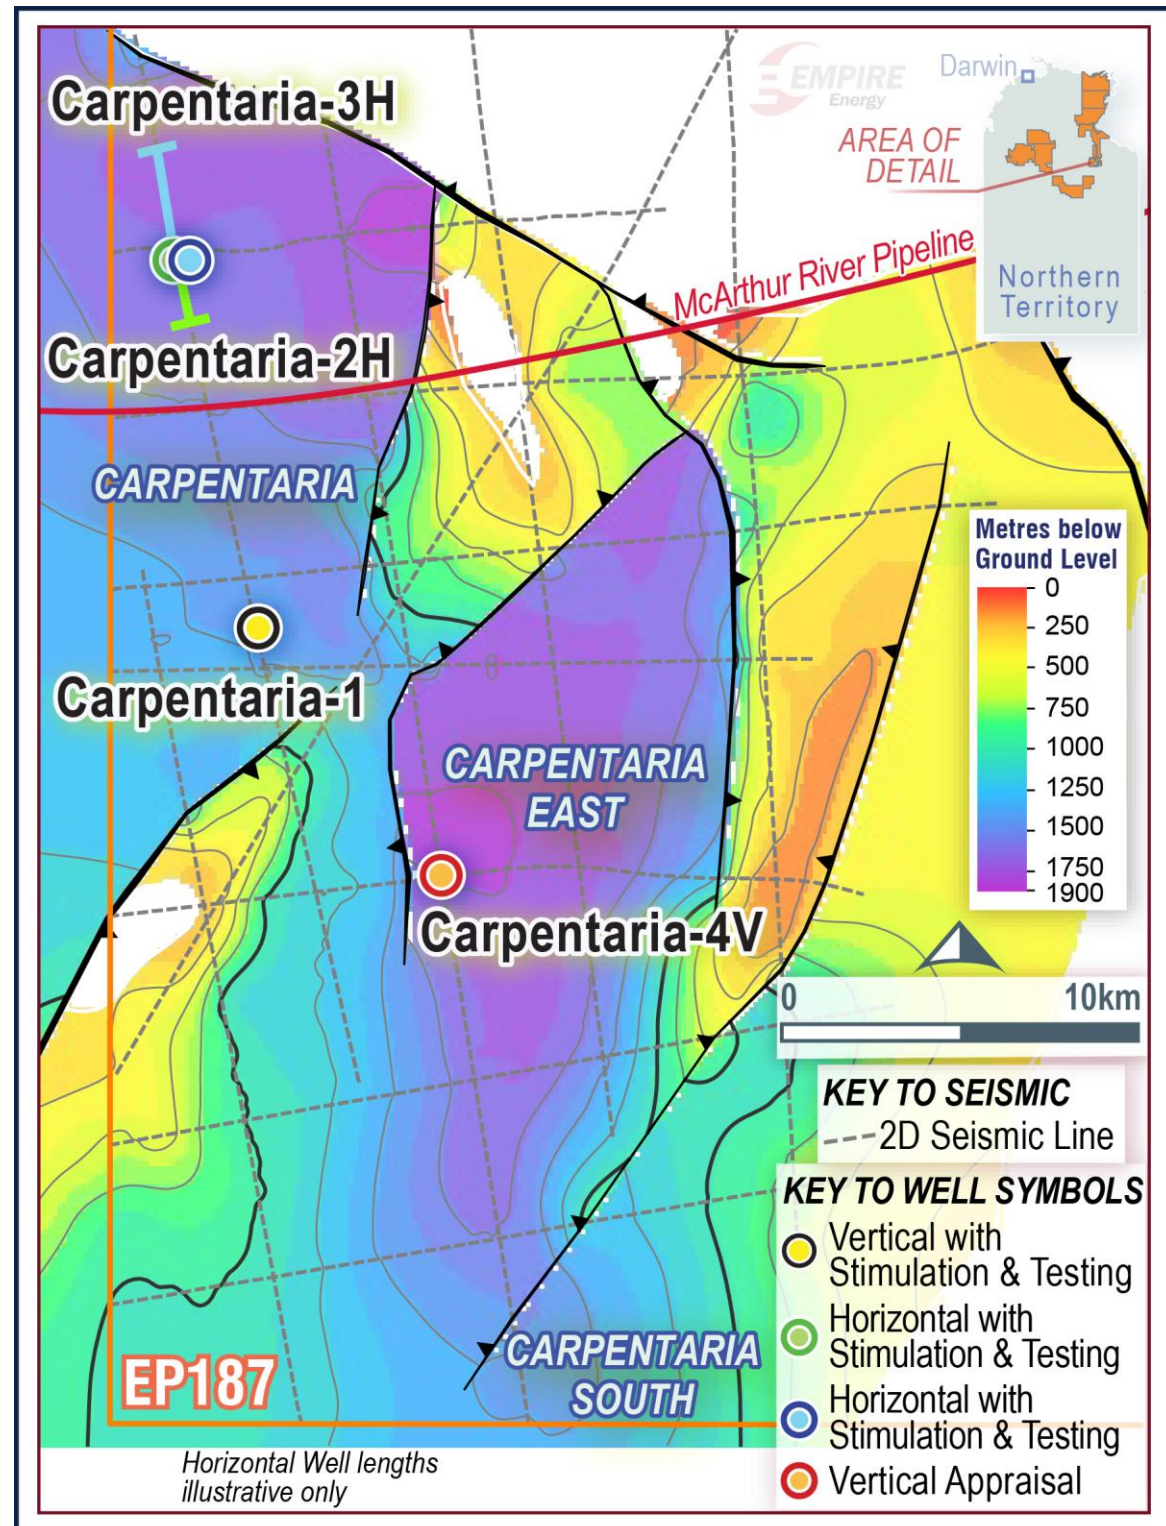 Carpentaria-3H
EMPIRE
Energy
Darwin
AREA OF
DETAIL
Northern
Territory
McArthur River Pipeline
Carpentaria-2H
CARPENTARIA
Metres below
Ground Level
0
250
500
750
1000
1250
1500
1750
1900
Carpentaria-1
CARPENTARIA
EAST
Carpentaria-4V
0
10km
KEY TO SEISMIC
2D Seismic Line
KEY TO WELL SYMBOLS
Vertical with
Stimulation & Testing
Horizontal with
Stimulation & Testing
Horizontal with
Stimulation & Testing
Vertical Appraisal
CARPENTARIA
SOUTH
EP187
Horizontal Well lengths
illustrative only